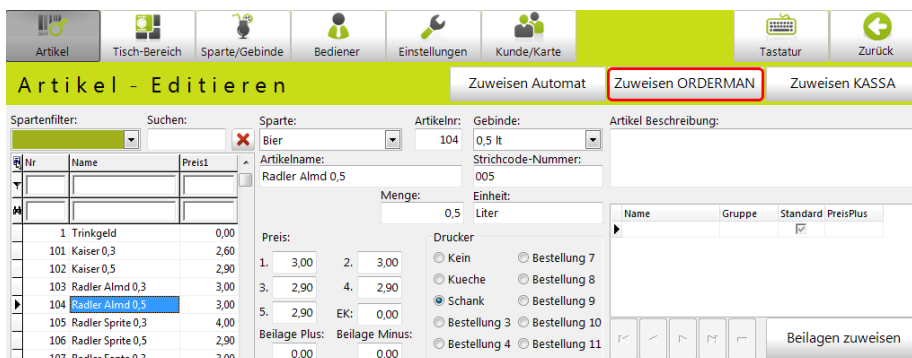 Artikel Tisch-Bereich Sparte/Gebinde Bediener Einstellungen Kunde/Karte Tastatur Zurück
Artikel - Editieren Zuweisen Automat Zuweisen ORDERMAN Zuweisen KASSA
Spartenfilter: Suchen: Sparte: Artikelnr: Gebinde: Artikel Beschreibung:
Bier 104 0,5 lt
Nr Name Preis1 Artikelname: Strichcode-Nummer:
Radler Almd 0,5 005
Menge: Einheit:
0,5 Liter Name Gruppe Standard PreisPlus
1 Trinkgeld 0,00 Preis: Drucker
101 Kaiser 0,3 2,60 1. 3,00 2. 3,00 Kein Bestellung 7
102 Kaiser 0,5 2,90 Kueche Bestellung 8
103 Radler Almd 0,3 3,00 3. 2,90 4. 2,90
104 Radler Almd 0,5 3,00 Schank Bestellung 9
105 Radler Sprite 0,3 4,00 5. 2,90 EK: 0,00 Bestellung 3 Bestellung 10
106 Radler Sprite 0,5 2,90 Beilage Plus: Beilage Minus: Bestellung 4 Bestellung 11 Beilagen zuweisen
0,00 0,00